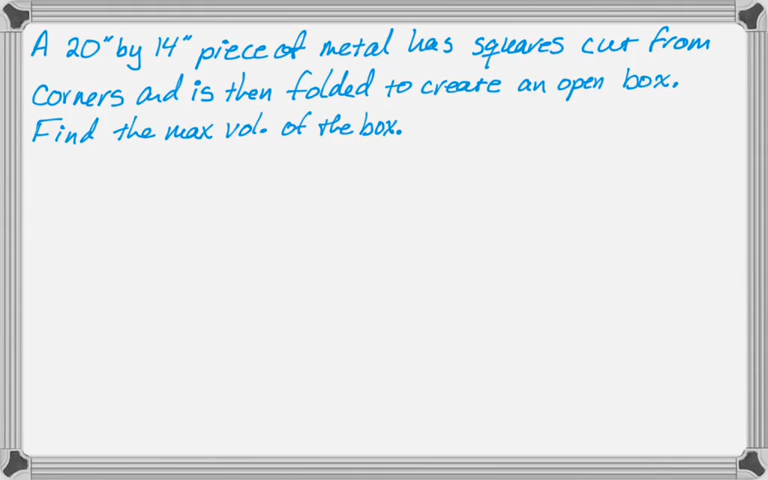 A 20" by 14" piece of metal has squares cut from
corners and is then folded to create an open box.
Find the max vol. of the box.